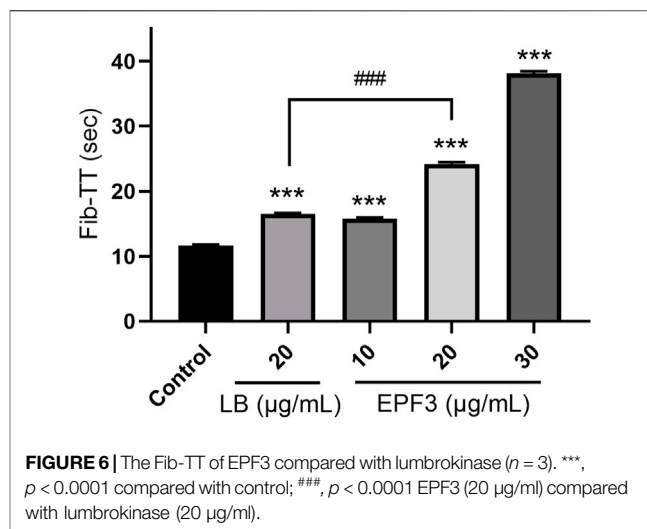 Fib-TT (sec)
40
30
20
10
0
###
***
***
***
***
Control
20
10
20
30
LB (µg/mL)
EPF3 (µg/mL)
FIGURE 6 | The Fib-TT of EPF3 compared with lumbrokinase (n = 3). ***,
p < 0.0001 compared with control; ###, p < 0.0001 EPF3 (20 µg/ml) compared
with lumbrokinase (20 µg/ml).